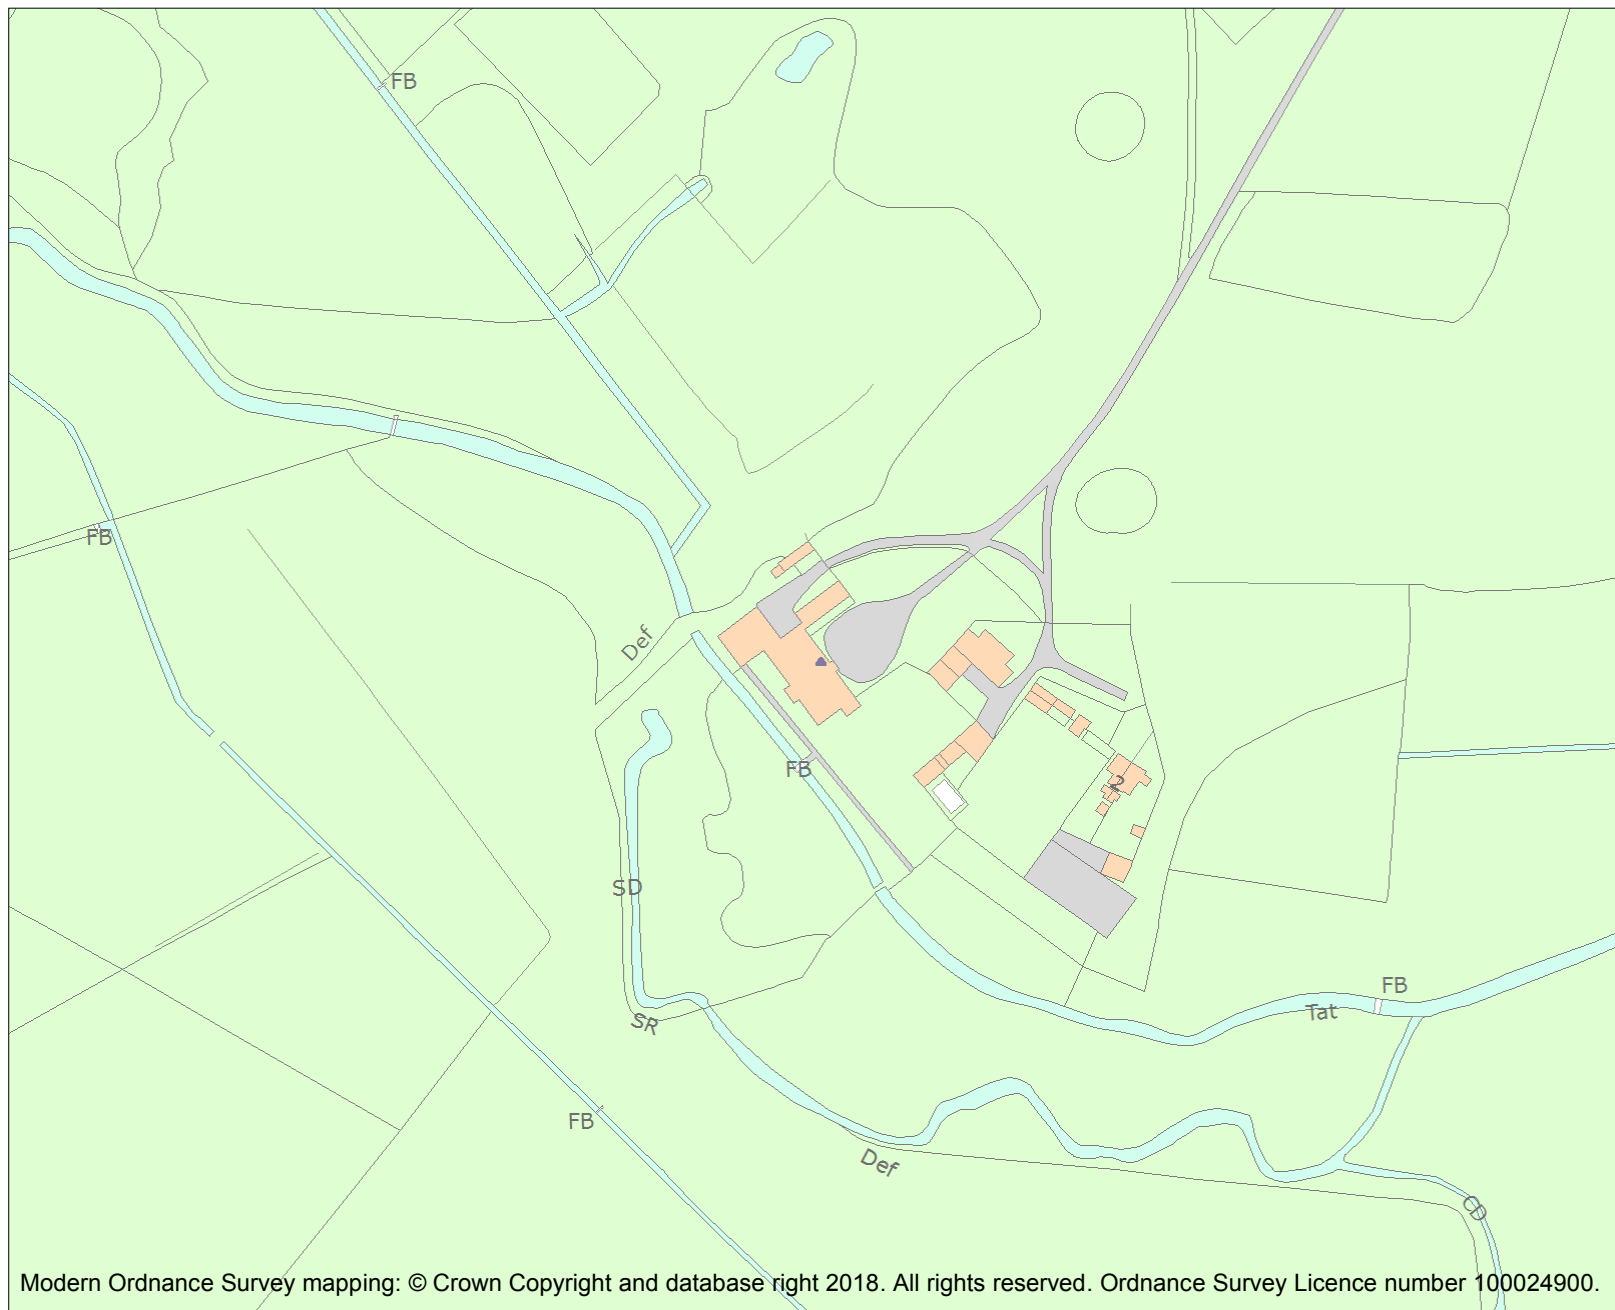 FB
FB
Def
FB
2
SD
FB
SR
Tat
FB
Def
CD
Modern Ordnance Survey mapping: © Crown Copyright and database right 2018. All rights reserved. Ordnance Survey Licence number 100024900.